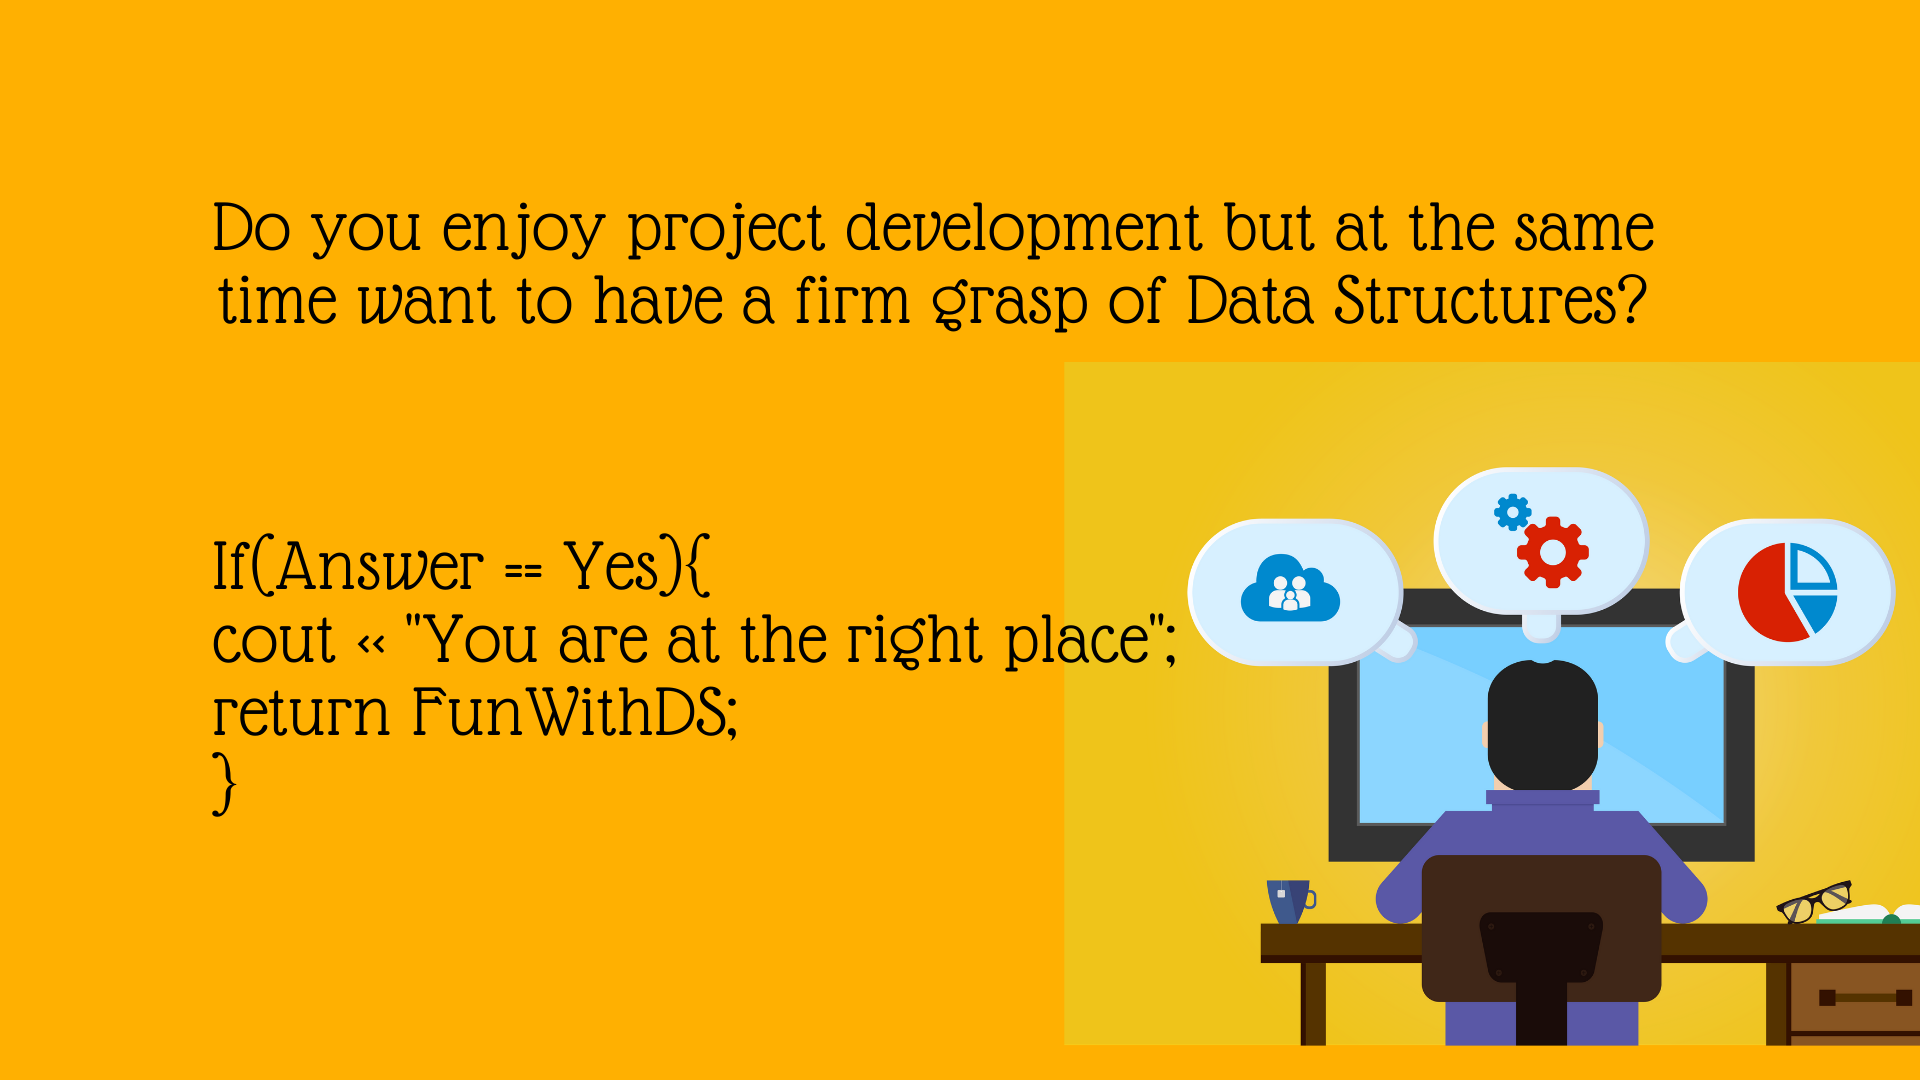 Do you enjoy project development but at the same
time want to have a firm grasp of Data Structures?
If(Answer == Yes){
cout << "You are at the right place";
return FunWithDS;
}